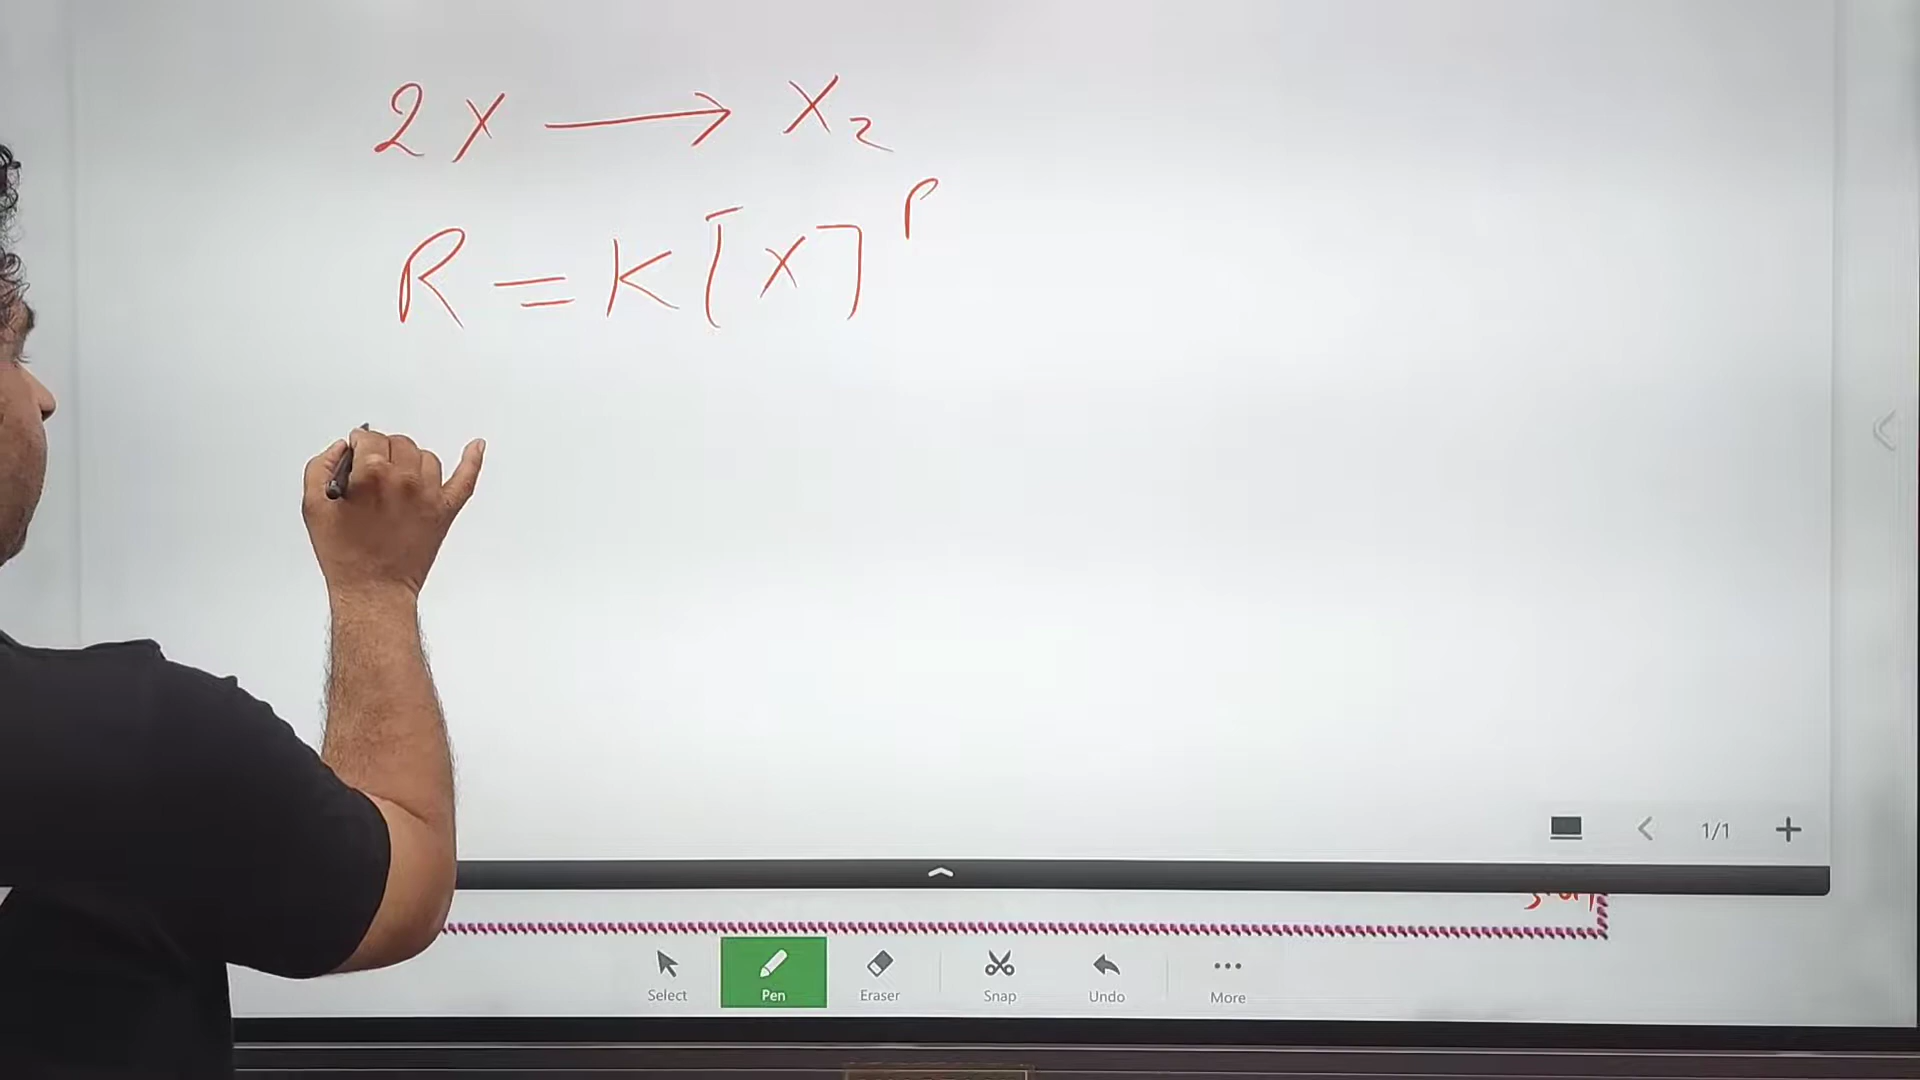 2X ⟶ X₂
R = K[X]ᴾ
1/1
Select Pen Eraser Snap Undo More